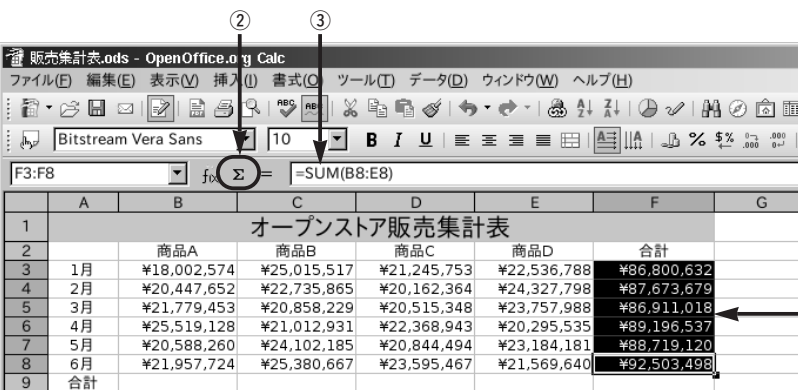 ② ③
販売集計表.ods - OpenOffice.org Calc
ファイル(F) 編集(E) 表示(V) 挿入(I) 書式(O) ツール(T) データ(D) ウィンドウ(W) ヘルプ(H)
Bitstream Vera Sans 10 B I U
F3:F8 f(x) Σ = =SUM(B8:E8)
A B C D E F G
1 オープンストア販売集計表
2 商品A 商品B 商品C 商品D 合計
3 1月 ¥18,002,574 ¥25,015,517 ¥21,245,753 ¥22,536,788 ¥86,800,632
4 2月 ¥20,447,652 ¥22,735,865 ¥20,162,364 ¥24,327,798 ¥87,673,679
5 3月 ¥21,779,453 ¥20,858,229 ¥20,515,348 ¥23,757,988 ¥86,911,018
6 4月 ¥25,519,128 ¥21,012,931 ¥22,368,943 ¥20,295,535 ¥89,196,537
7 5月 ¥20,588,260 ¥24,102,185 ¥20,844,494 ¥23,184,181 ¥88,719,120
8 6月 ¥21,957,724 ¥25,380,667 ¥23,595,467 ¥21,569,640 ¥92,503,498
9 合計